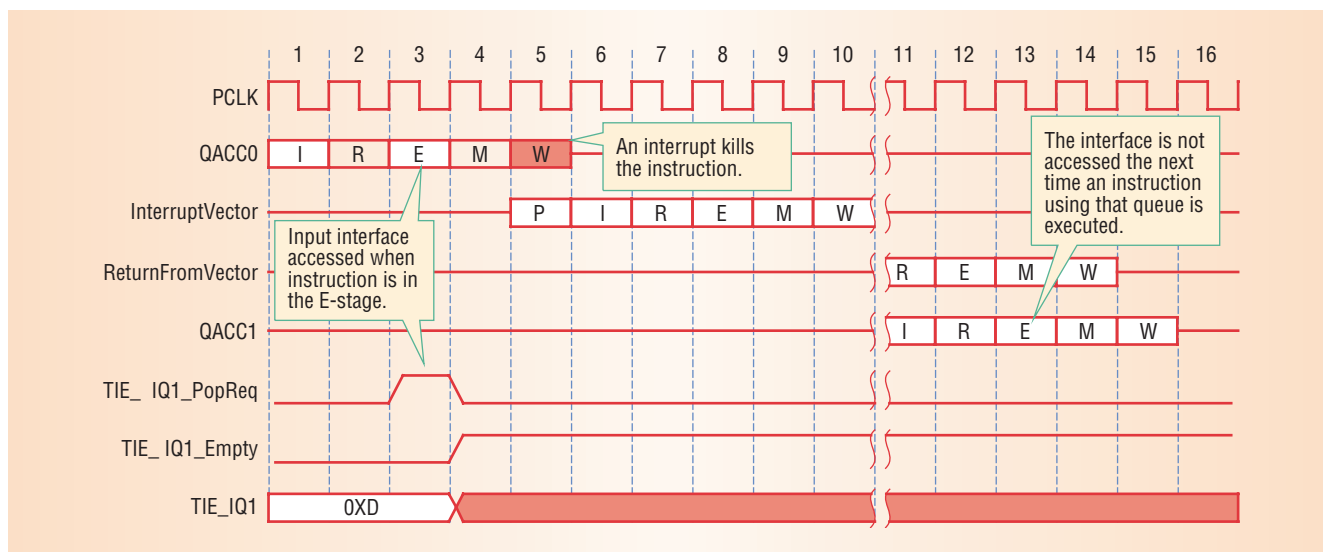 1 2 3 4 5 6 7 8 9 10 11 12 13 14 15 16
PCLK
QACC0 I R E M W
An interrupt kills
the instruction.
The interface is not
accessed the next
time an instruction
using that queue is
executed.
InterruptVector P I R E M W
Input interface
accessed when
instruction is in
the E-stage.
ReturnFromVector R E M W
QACC1 I R E M W
TIE_ IQ1_PopReq
TIE_ IQ1_Empty
TIE_IQ1 0XD